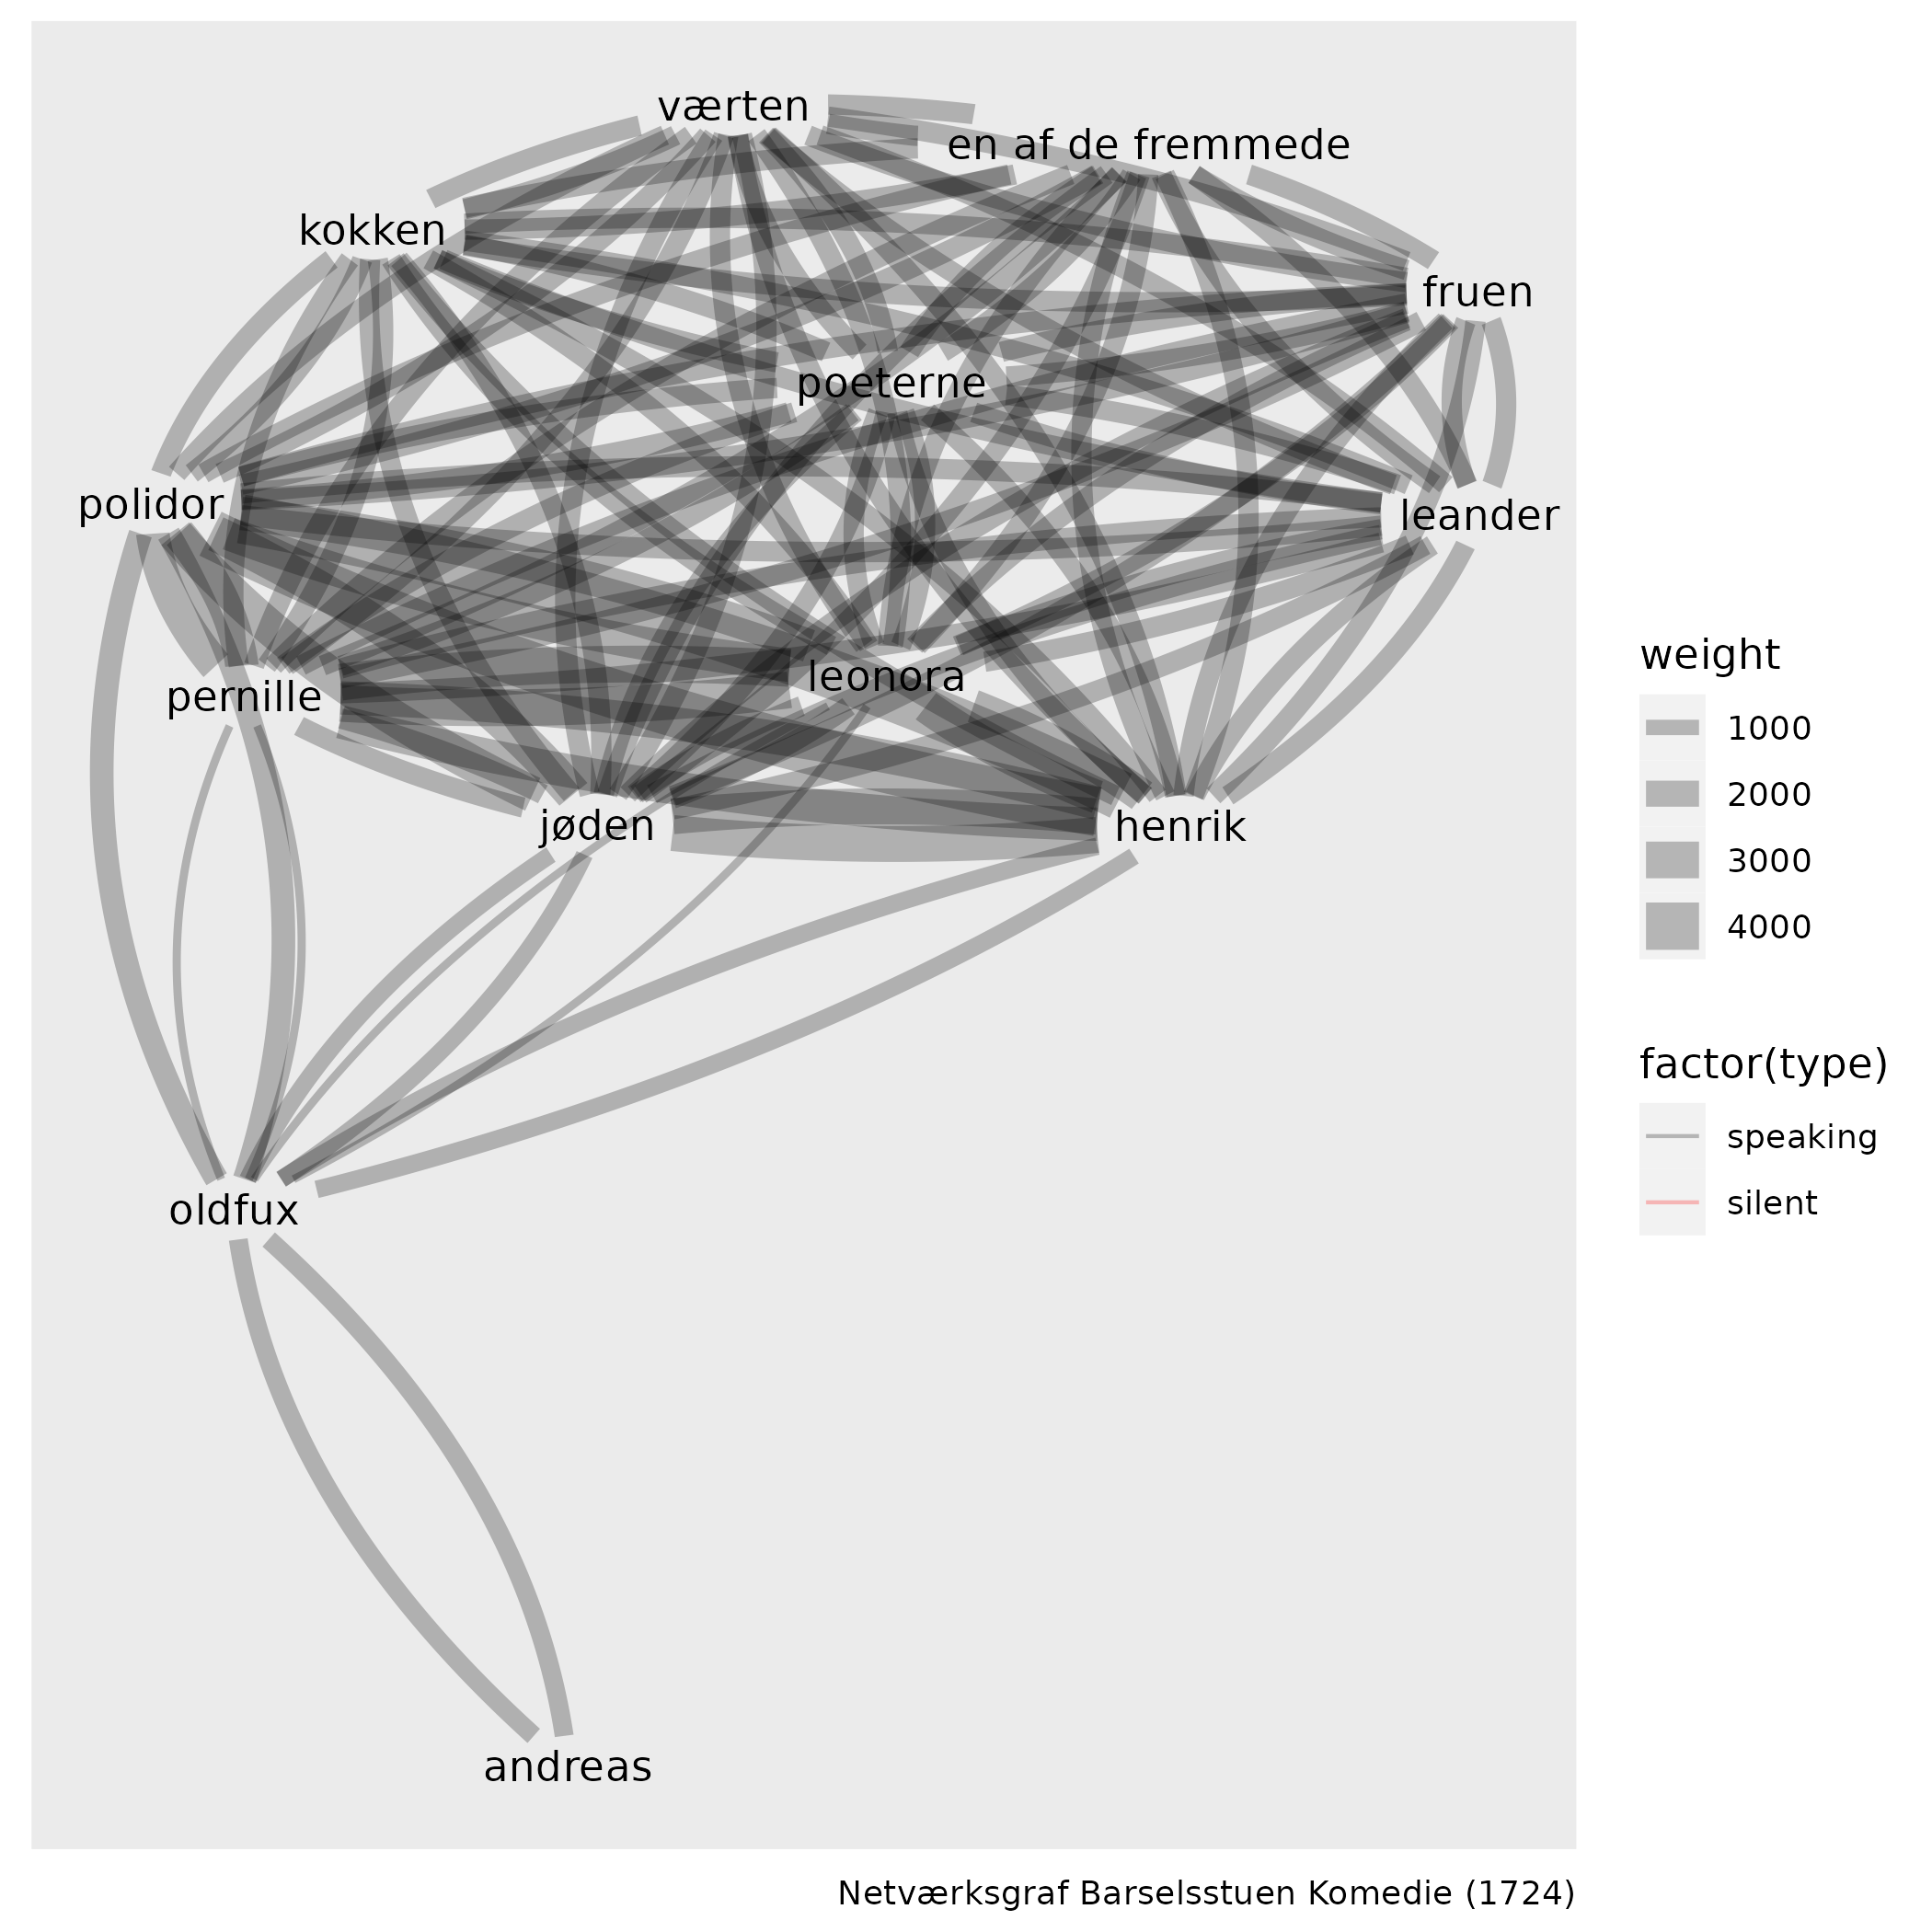 værten
en af de fremmede
kokken
fruen
poeterne
polidor
leander
pernille
leonora
jøden
henrik
oldfux
andreas
weight
1000
2000
3000
4000
factor(type)
speaking
silent
Netværksgraf Barselsstuen Komedie (1724)